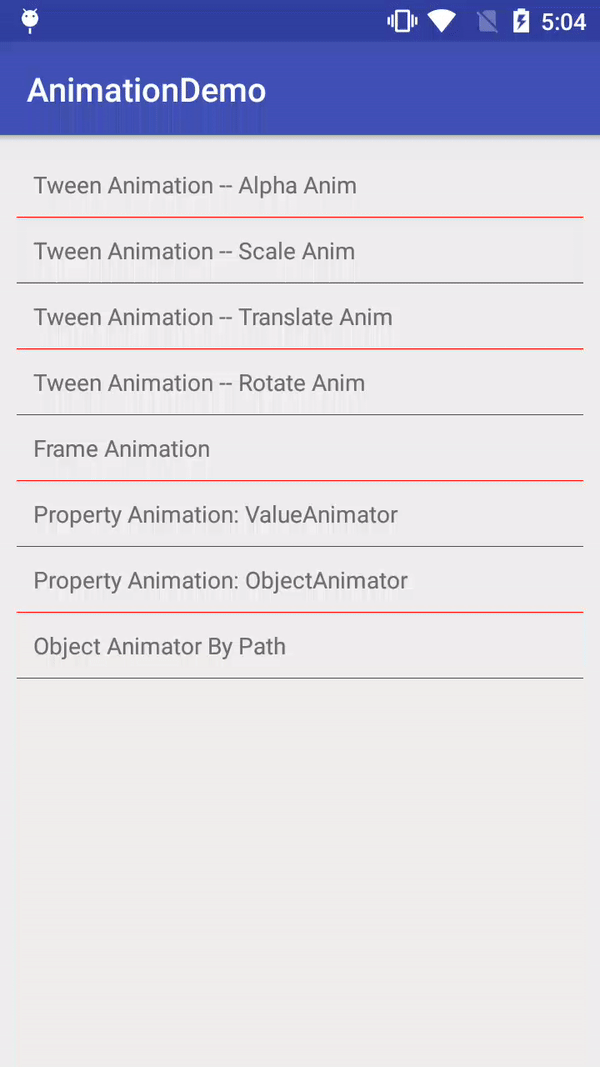 5:04
AnimationDemo
Tween Animation -- Alpha Anim
Tween Animation -- Scale Anim
Tween Animation -- Translate Anim
Tween Animation -- Rotate Anim
Frame Animation
Property Animation: ValueAnimator
Property Animation: ObjectAnimator
Object Animator By Path